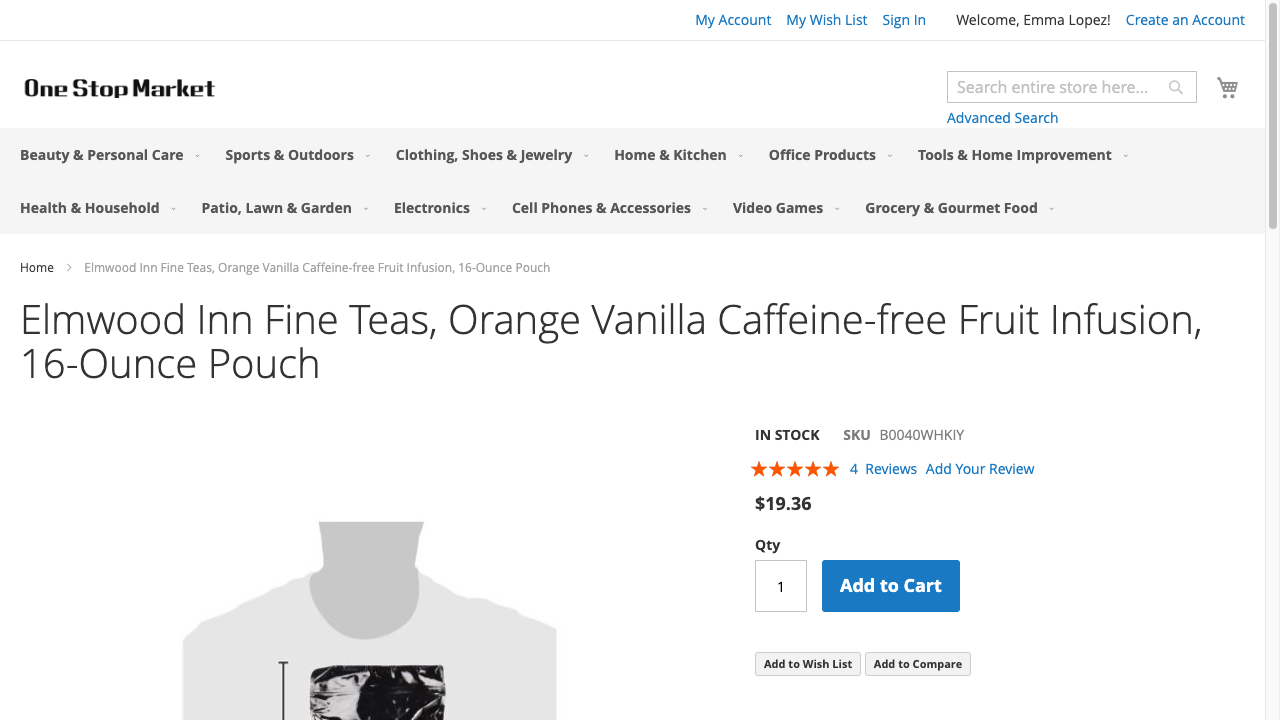 My Account My Wish List Sign In Welcome, Emma Lopez! Create an Account
One Stop Market
Search entire store here...
Advanced Search
Beauty & Personal Care Sports & Outdoors Clothing, Shoes & Jewelry Home & Kitchen Office Products Tools & Home Improvement
Health & Household Patio, Lawn & Garden Electronics Cell Phones & Accessories Video Games Grocery & Gourmet Food
Home Elmwood Inn Fine Teas, Orange Vanilla Caffeine-free Fruit Infusion, 16-Ounce Pouch
Elmwood Inn Fine Teas, Orange Vanilla Caffeine-free Fruit Infusion,
16-Ounce Pouch
IN STOCK SKU B0040WHKIY
4 Reviews Add Your Review
$19.36
Qty
1 Add to Cart
Add to Wish List Add to Compare